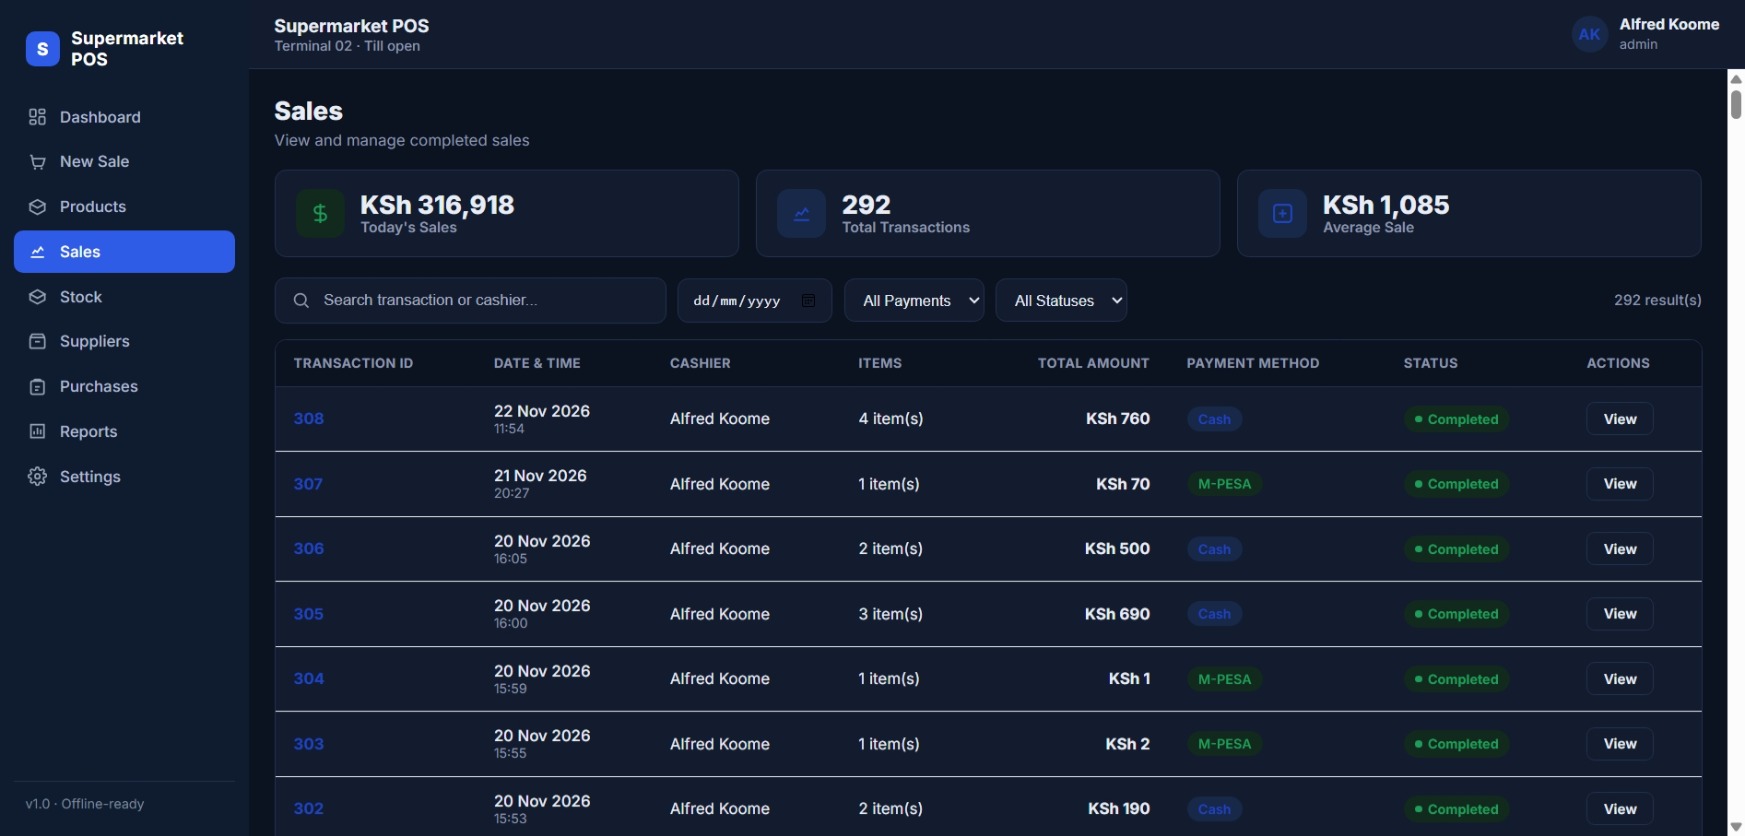 S
Supermarket
POS
Dashboard
New Sale
Products
Sales
Stock
Suppliers
Purchases
Reports
Settings
v1.0 · Offline-ready
Supermarket POS
Terminal 02 · Till open
AK
Alfred Koome
admin
Sales
View and manage completed sales
KSh 316,918
Today's Sales
292
Total Transactions
KSh 1,085
Average Sale
Search transaction or cashier...
dd/mm/yyyy
All Payments
All Statuses
292 result(s)
TRANSACTION ID DATE & TIME CASHIER ITEMS TOTAL AMOUNT PAYMENT METHOD STATUS ACTIONS
308 22 Nov 2026 Alfred Koome 4 item(s) KSh 760 Cash Completed View
11:54
307 21 Nov 2026 Alfred Koome 1 item(s) KSh 70 M-PESA Completed View
20:27
306 20 Nov 2026 Alfred Koome 2 item(s) KSh 500 Cash Completed View
16:05
305 20 Nov 2026 Alfred Koome 3 item(s) KSh 690 Cash Completed View
16:00
304 20 Nov 2026 Alfred Koome 1 item(s) KSh 1 M-PESA Completed View
15:59
303 20 Nov 2026 Alfred Koome 1 item(s) KSh 2 M-PESA Completed View
15:55
302 20 Nov 2026 Alfred Koome 2 item(s) KSh 190 Cash Completed View
15:53